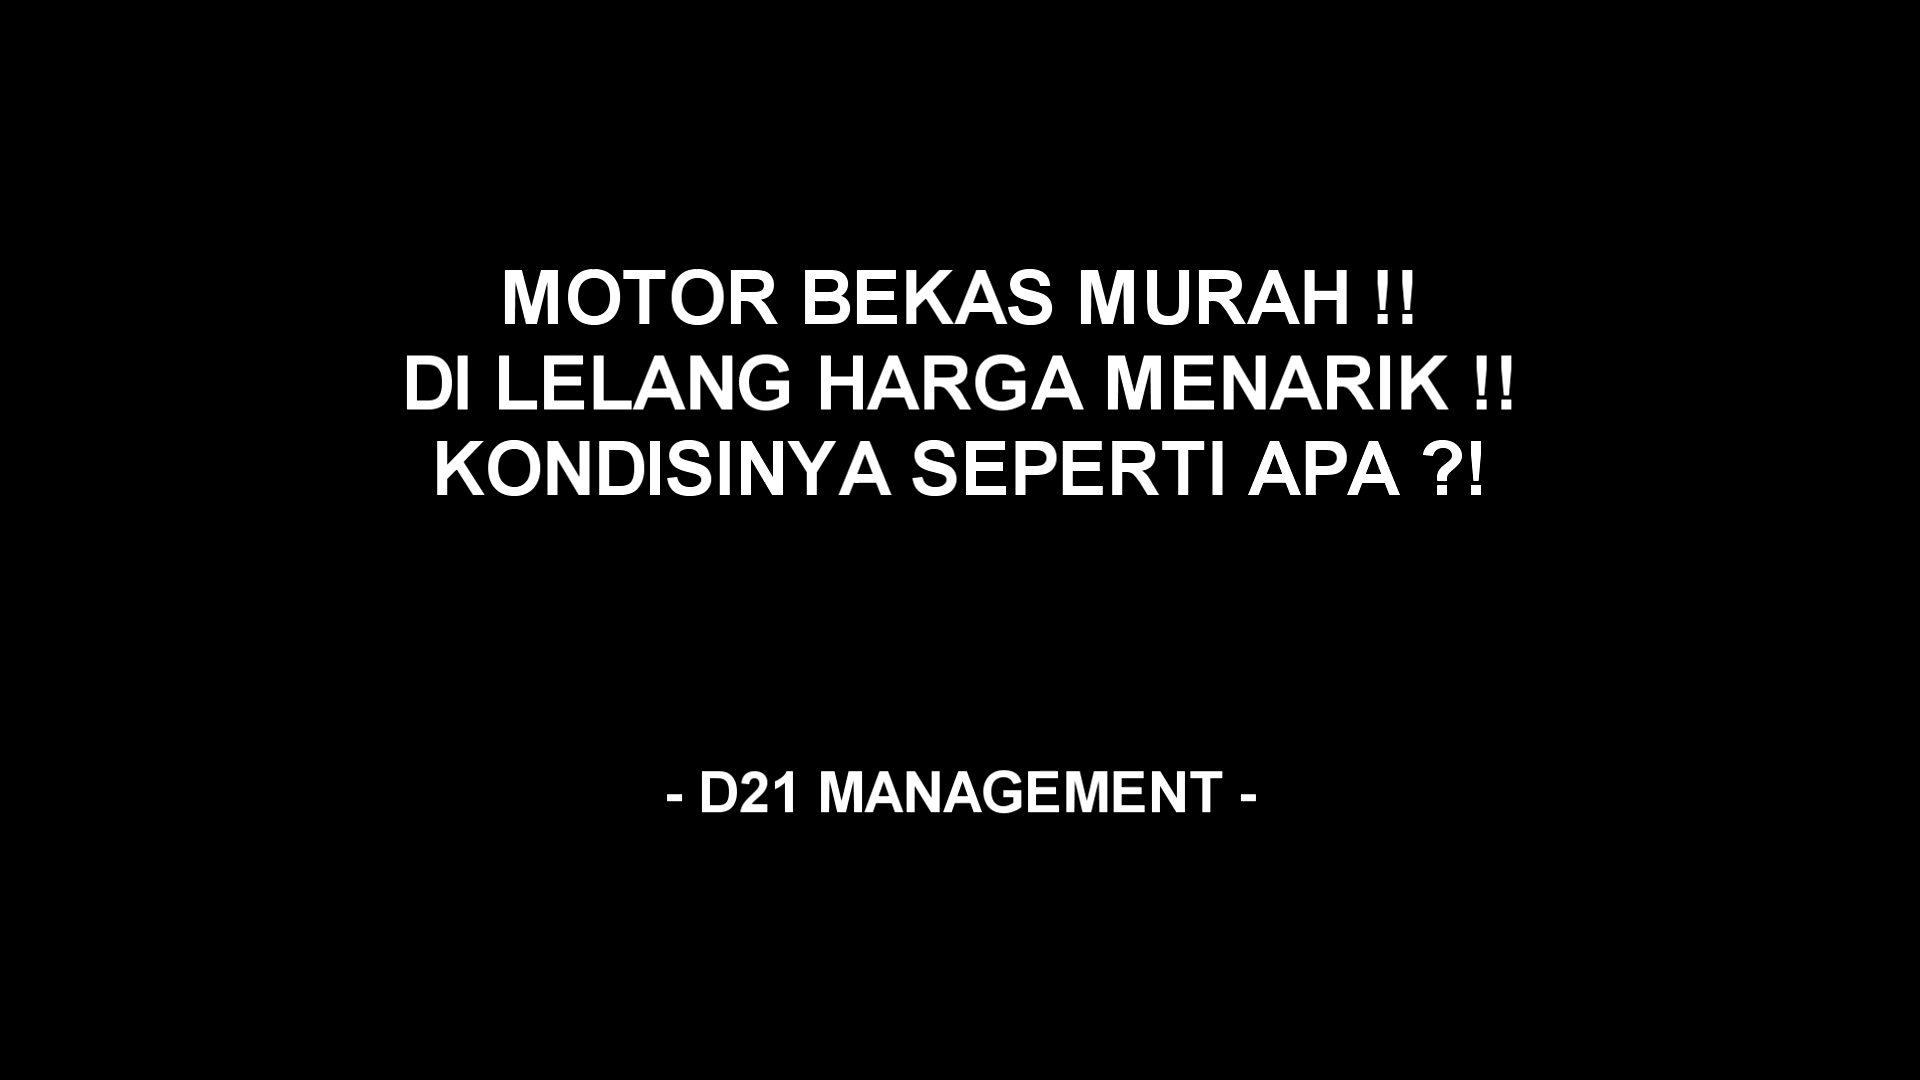 MOTOR BEKAS MURAH !!
DI LELANG HARGA MENARIK !!
KONDISINYA SEPERTI APA ?!
- D21 MANAGEMENT -